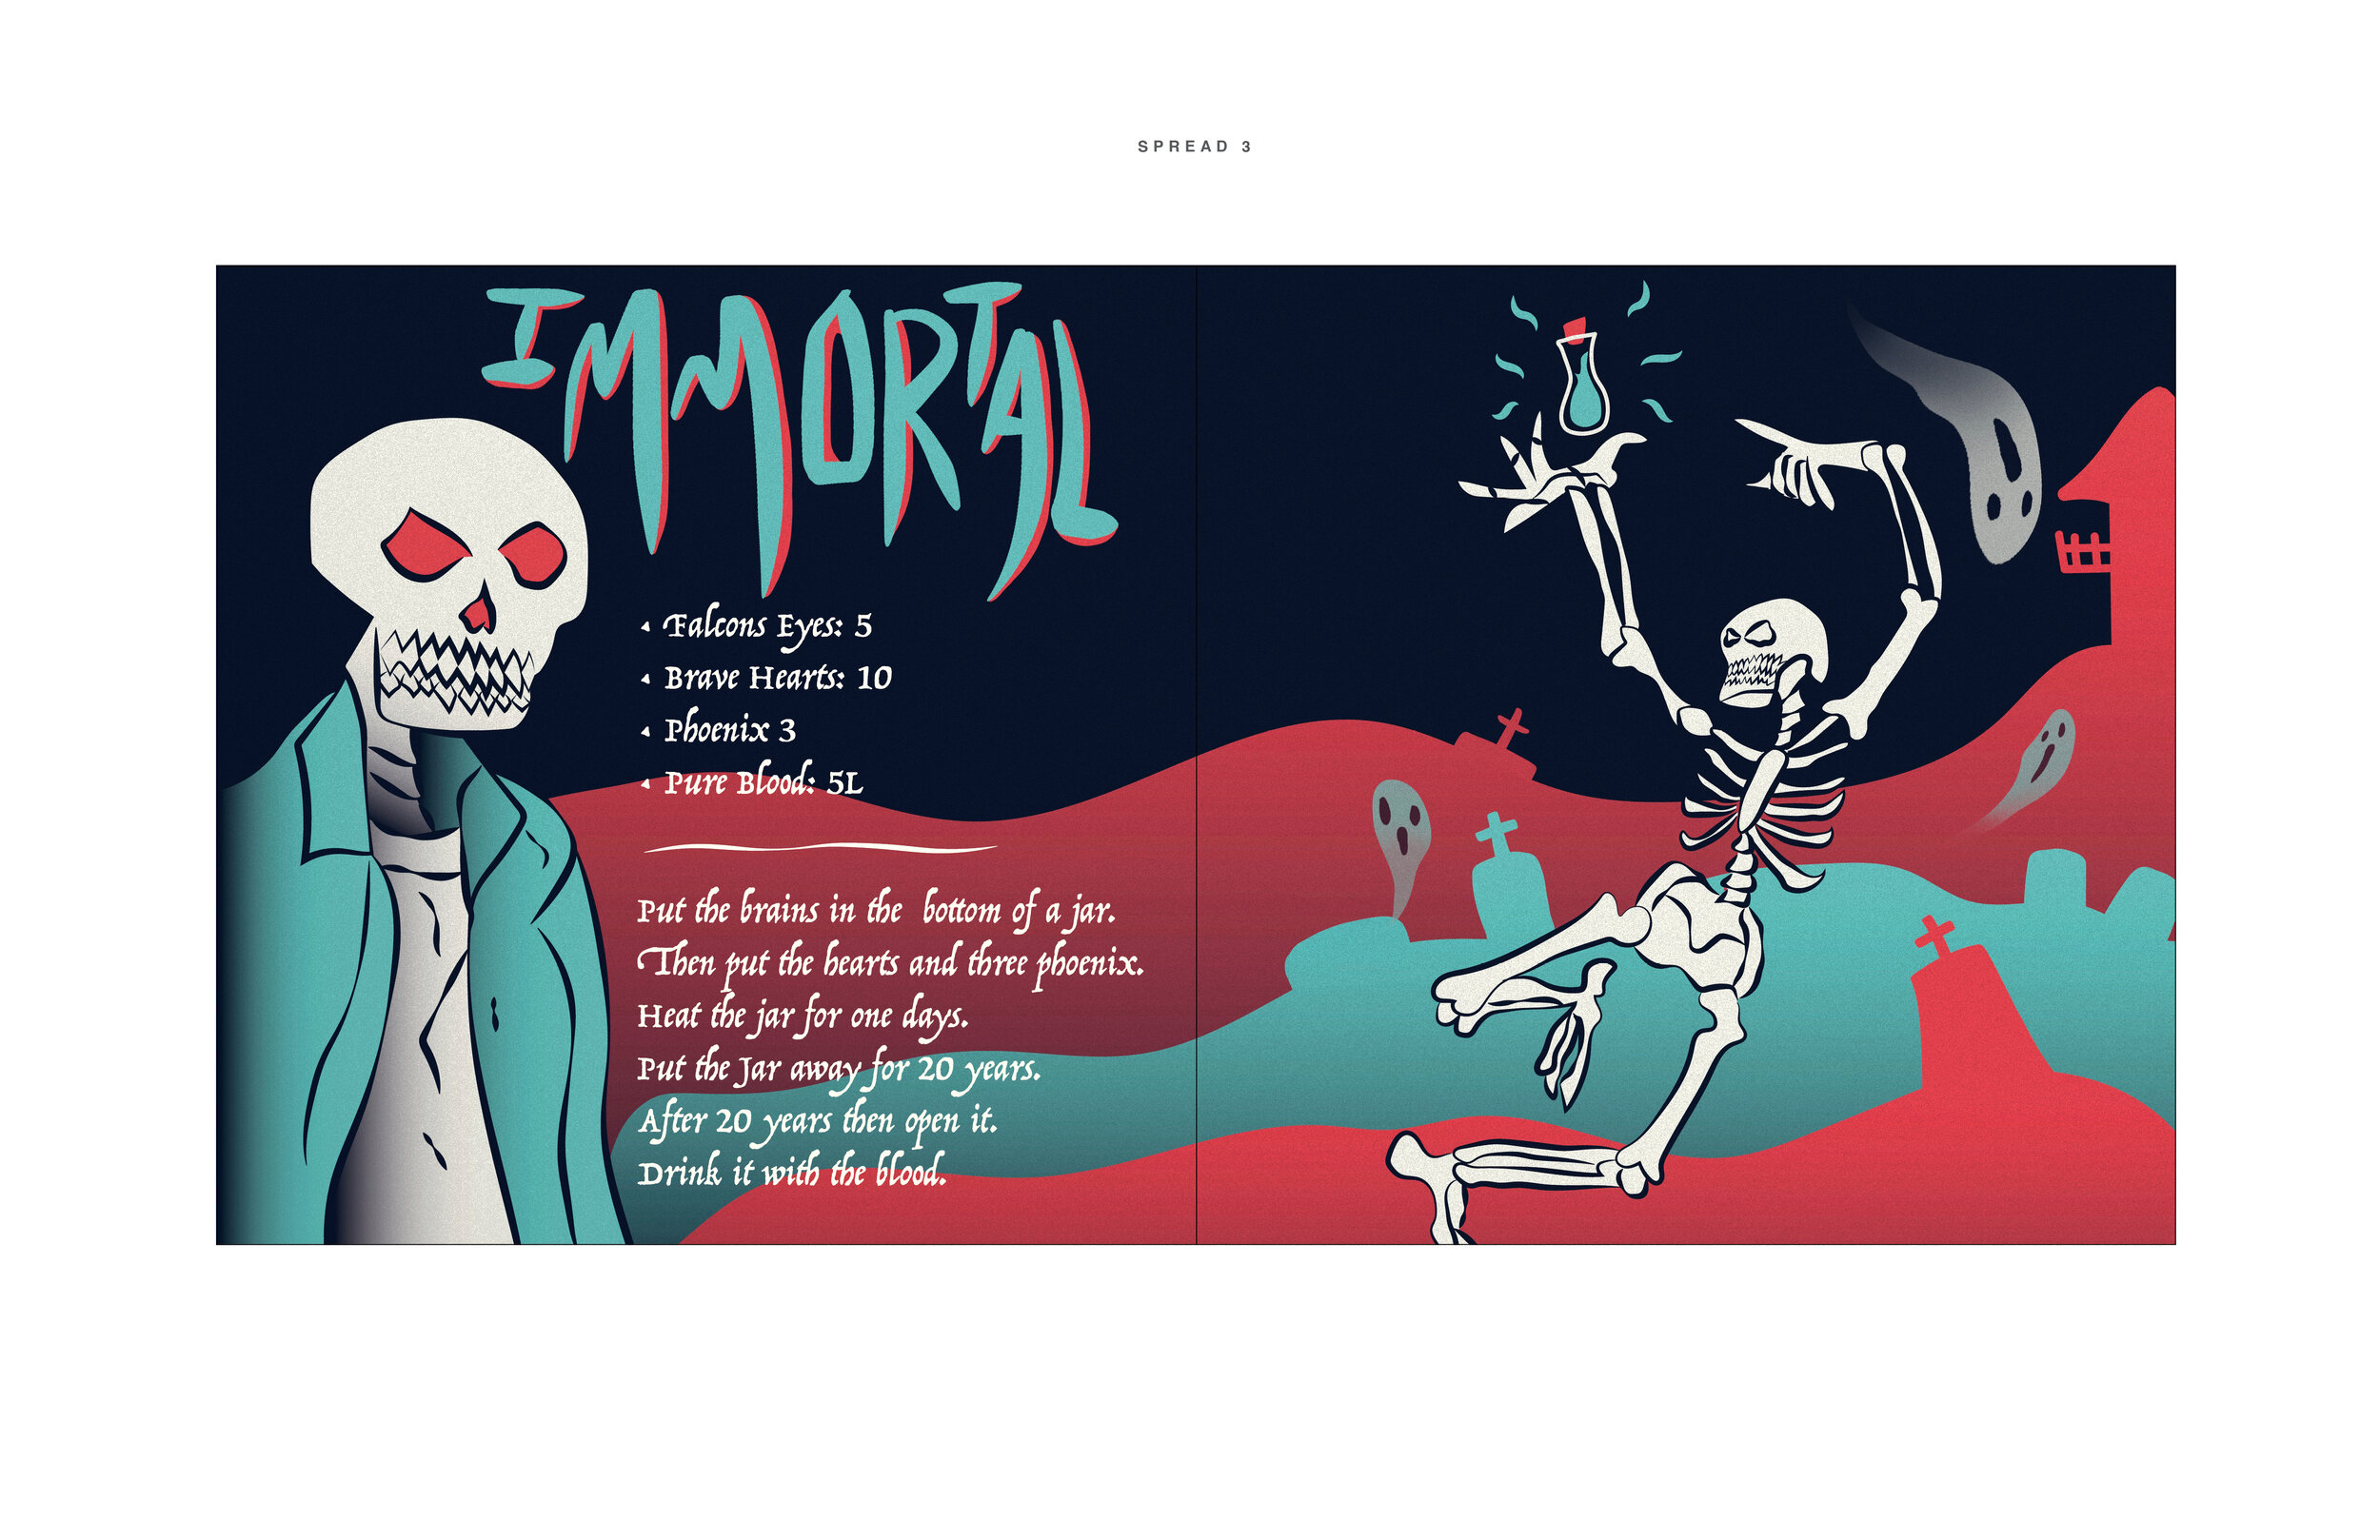 SPREAD 3
IMMORTAL
Falcons Eyes: 5
Brave Hearts: 10
Phoenix 3
Pure Blood: 5L
Put the brains in the bottom of a jar.
Then put the hearts and three phoenix.
Heat the jar for one days.
Put the Jar away for 20 years.
After 20 years then open it.
Drink it with the blood.